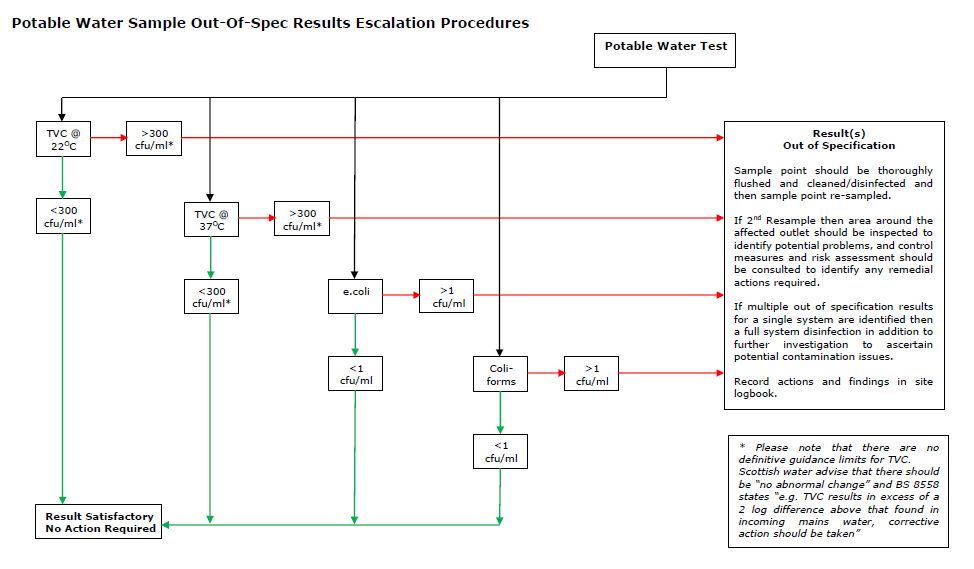 Potable Water Sample Out-Of-Spec Results Escalation Procedures
Potable Water Test
TVC @
22⁰C
>300
cfu/ml*
<300
cfu/ml*
TVC @
37⁰C
>300
cfu/ml*
<300
cfu/ml*
e.coli
>1
cfu/ml
<1
cfu/ml
Coli-
forms
>1
cfu/ml
<1
cfu/ml
Result Satisfactory
No Action Required
Result(s)
Out of Specification
Sample point should be thoroughly
flushed and cleaned/disinfected and
then sample point re-sampled.
If 2nd Resample then area around the
affected outlet should be inspected to
identify potential problems, and control
measures and risk assessment should
be consulted to identify any remedial
actions required.
If multiple out of specification results
for a single system are identified then
a full system disinfection in addition to
further investigation to ascertain
potential contamination issues.
Record actions and findings in site
logbook.
* Please note that there are no
definitive guidance limits for TVC.
Scottish water advise that there should
be “no abnormal change” and BS 8558
states “e.g. TVC results in excess of a
2 log difference above that found in
incoming mains water, corrective
action should be taken”